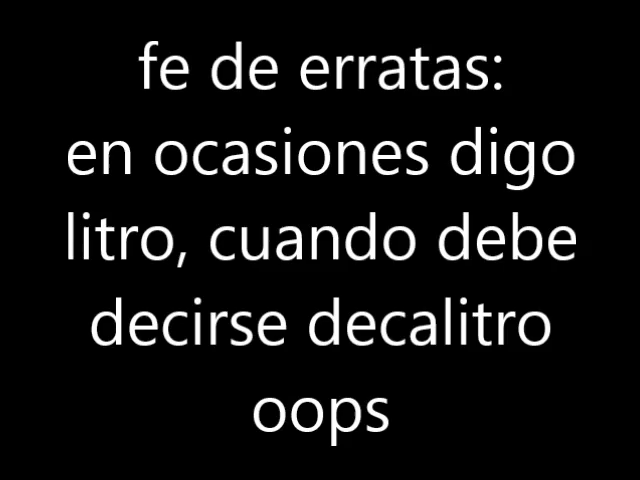 fe de erratas:
en ocasiones digo
litro, cuando debe
decirse decalitro
oops